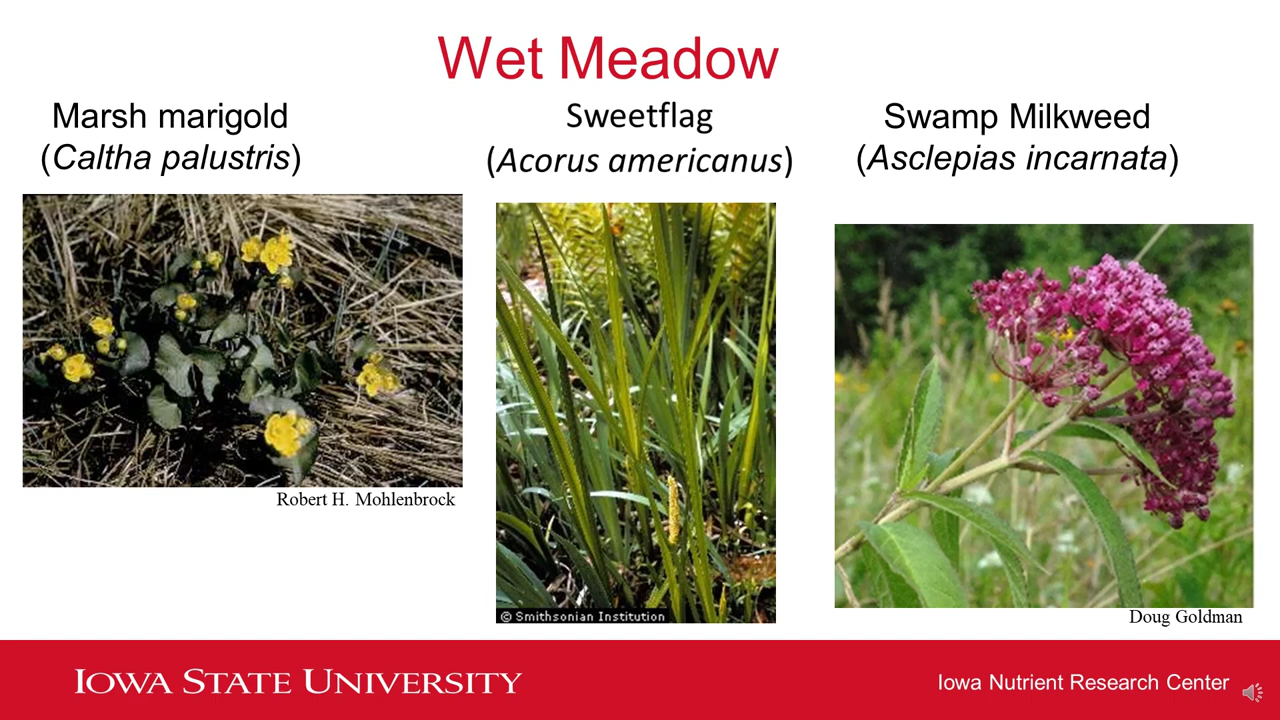 Wet Meadow
Marsh marigold
(Caltha palustris)
Sweetflag
(Acorus americanus)
Swamp Milkweed
(Asclepias incarnata)
Robert H. Mohlenbrock
© Smithsonian Institution
Doug Goldman
IOWA STATE UNIVERSITY
Iowa Nutrient Research Center